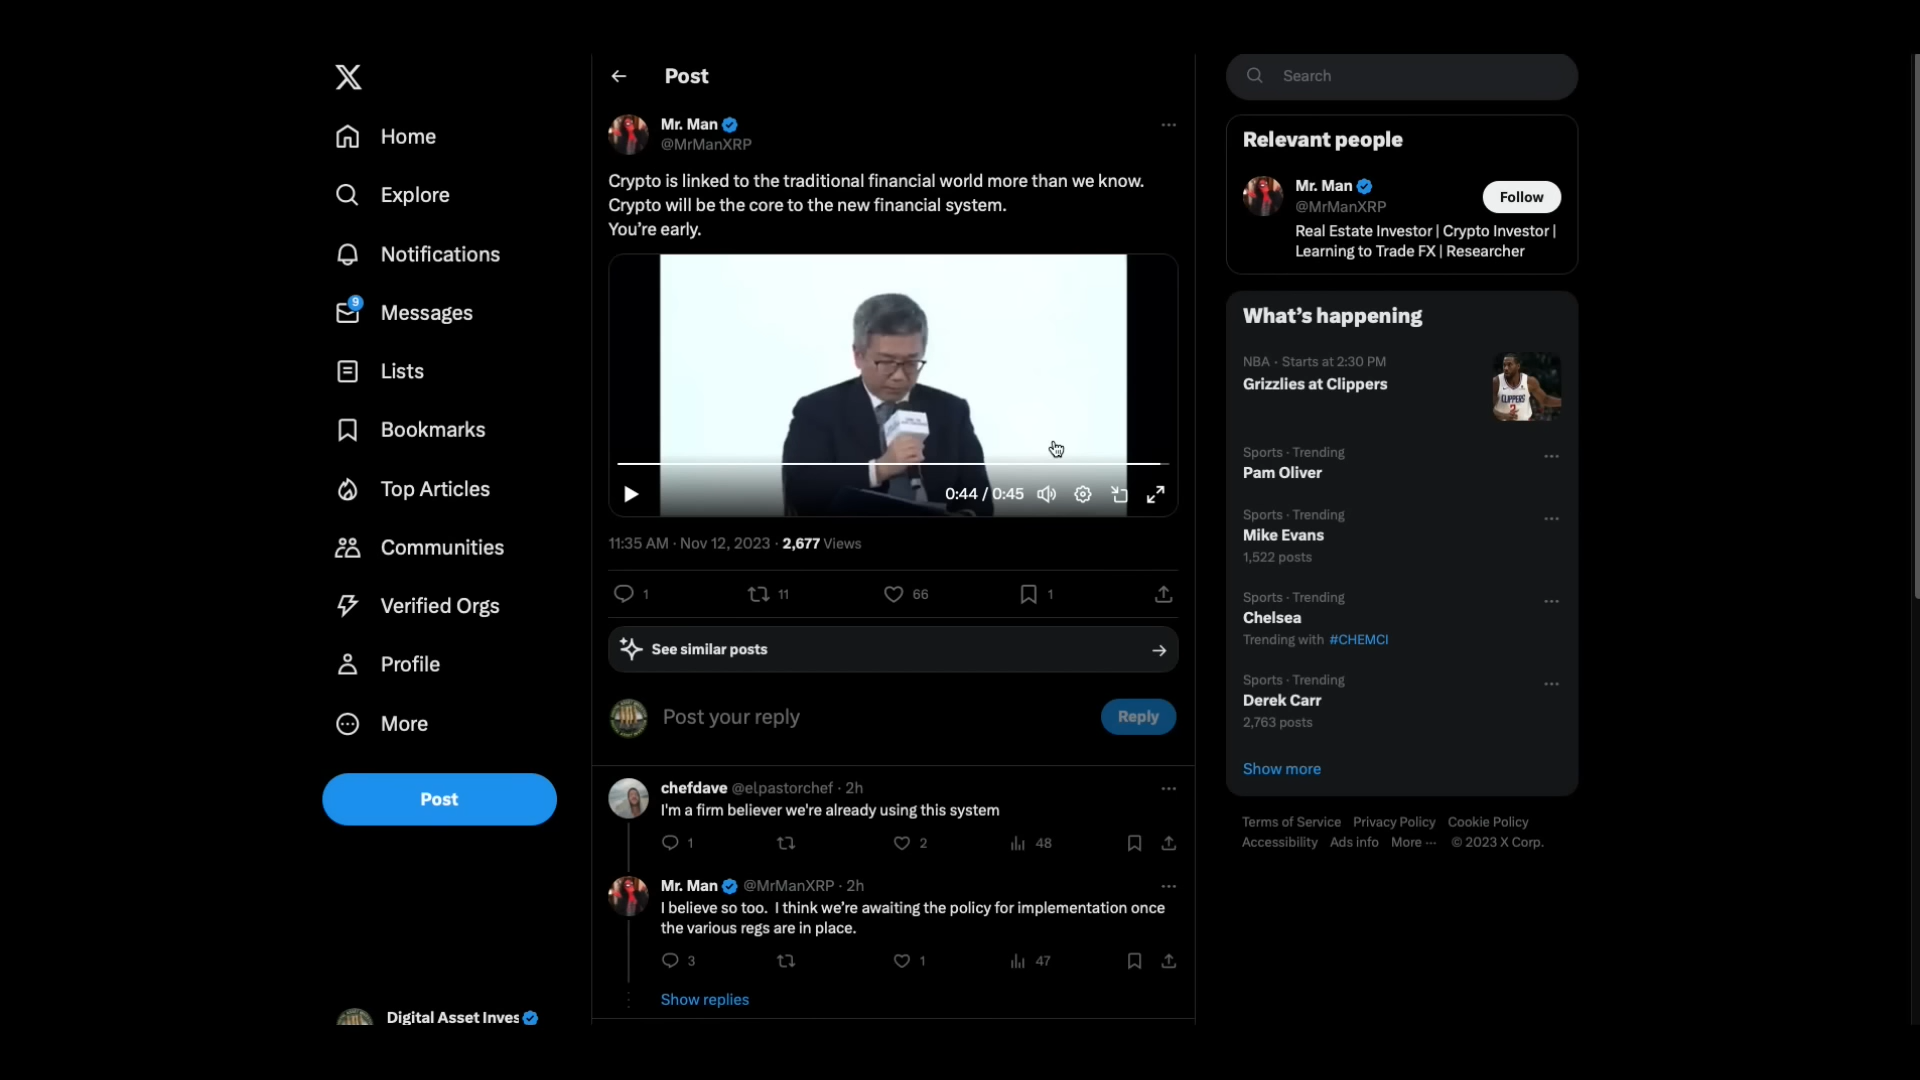 Home
Explore
Notifications
9
Messages
Lists
Bookmarks
Top Articles
Communities
Verified Orgs
Profile
More
Post
Digital Asset Inves
Post
Mr. Man
@MrManXRP
Crypto is linked to the traditional financial world more than we know.
Crypto will be the core to the new financial system.
You’re early.
0:44 / 0:45
11:35 AM · Nov 12, 2023 · 2,677 Views
1 11 66 1
See similar posts
Post your reply
Reply
chefdave @elpastorchef · 2h
I'm a firm believer we're already using this system
1 2 48
Mr. Man @MrManXRP · 2h
I believe so too. I think we’re awaiting the policy for implementation once
the various regs are in place.
3 1 47
Show replies
Search
Relevant people
Mr. Man
@MrManXRP
Follow
Real Estate Investor | Crypto Investor |
Learning to Trade FX | Researcher
What’s happening
NBA · Starts at 2:30 PM
Grizzlies at Clippers
CLIPPERS
2
Sports · Trending
Pam Oliver
Sports · Trending
Mike Evans
1,522 posts
Sports · Trending
Chelsea
Trending with #CHEMCI
Sports · Trending
Derek Carr
2,763 posts
Show more
Terms of Service Privacy Policy Cookie Policy
Accessibility Ads info More ··· © 2023 X Corp.